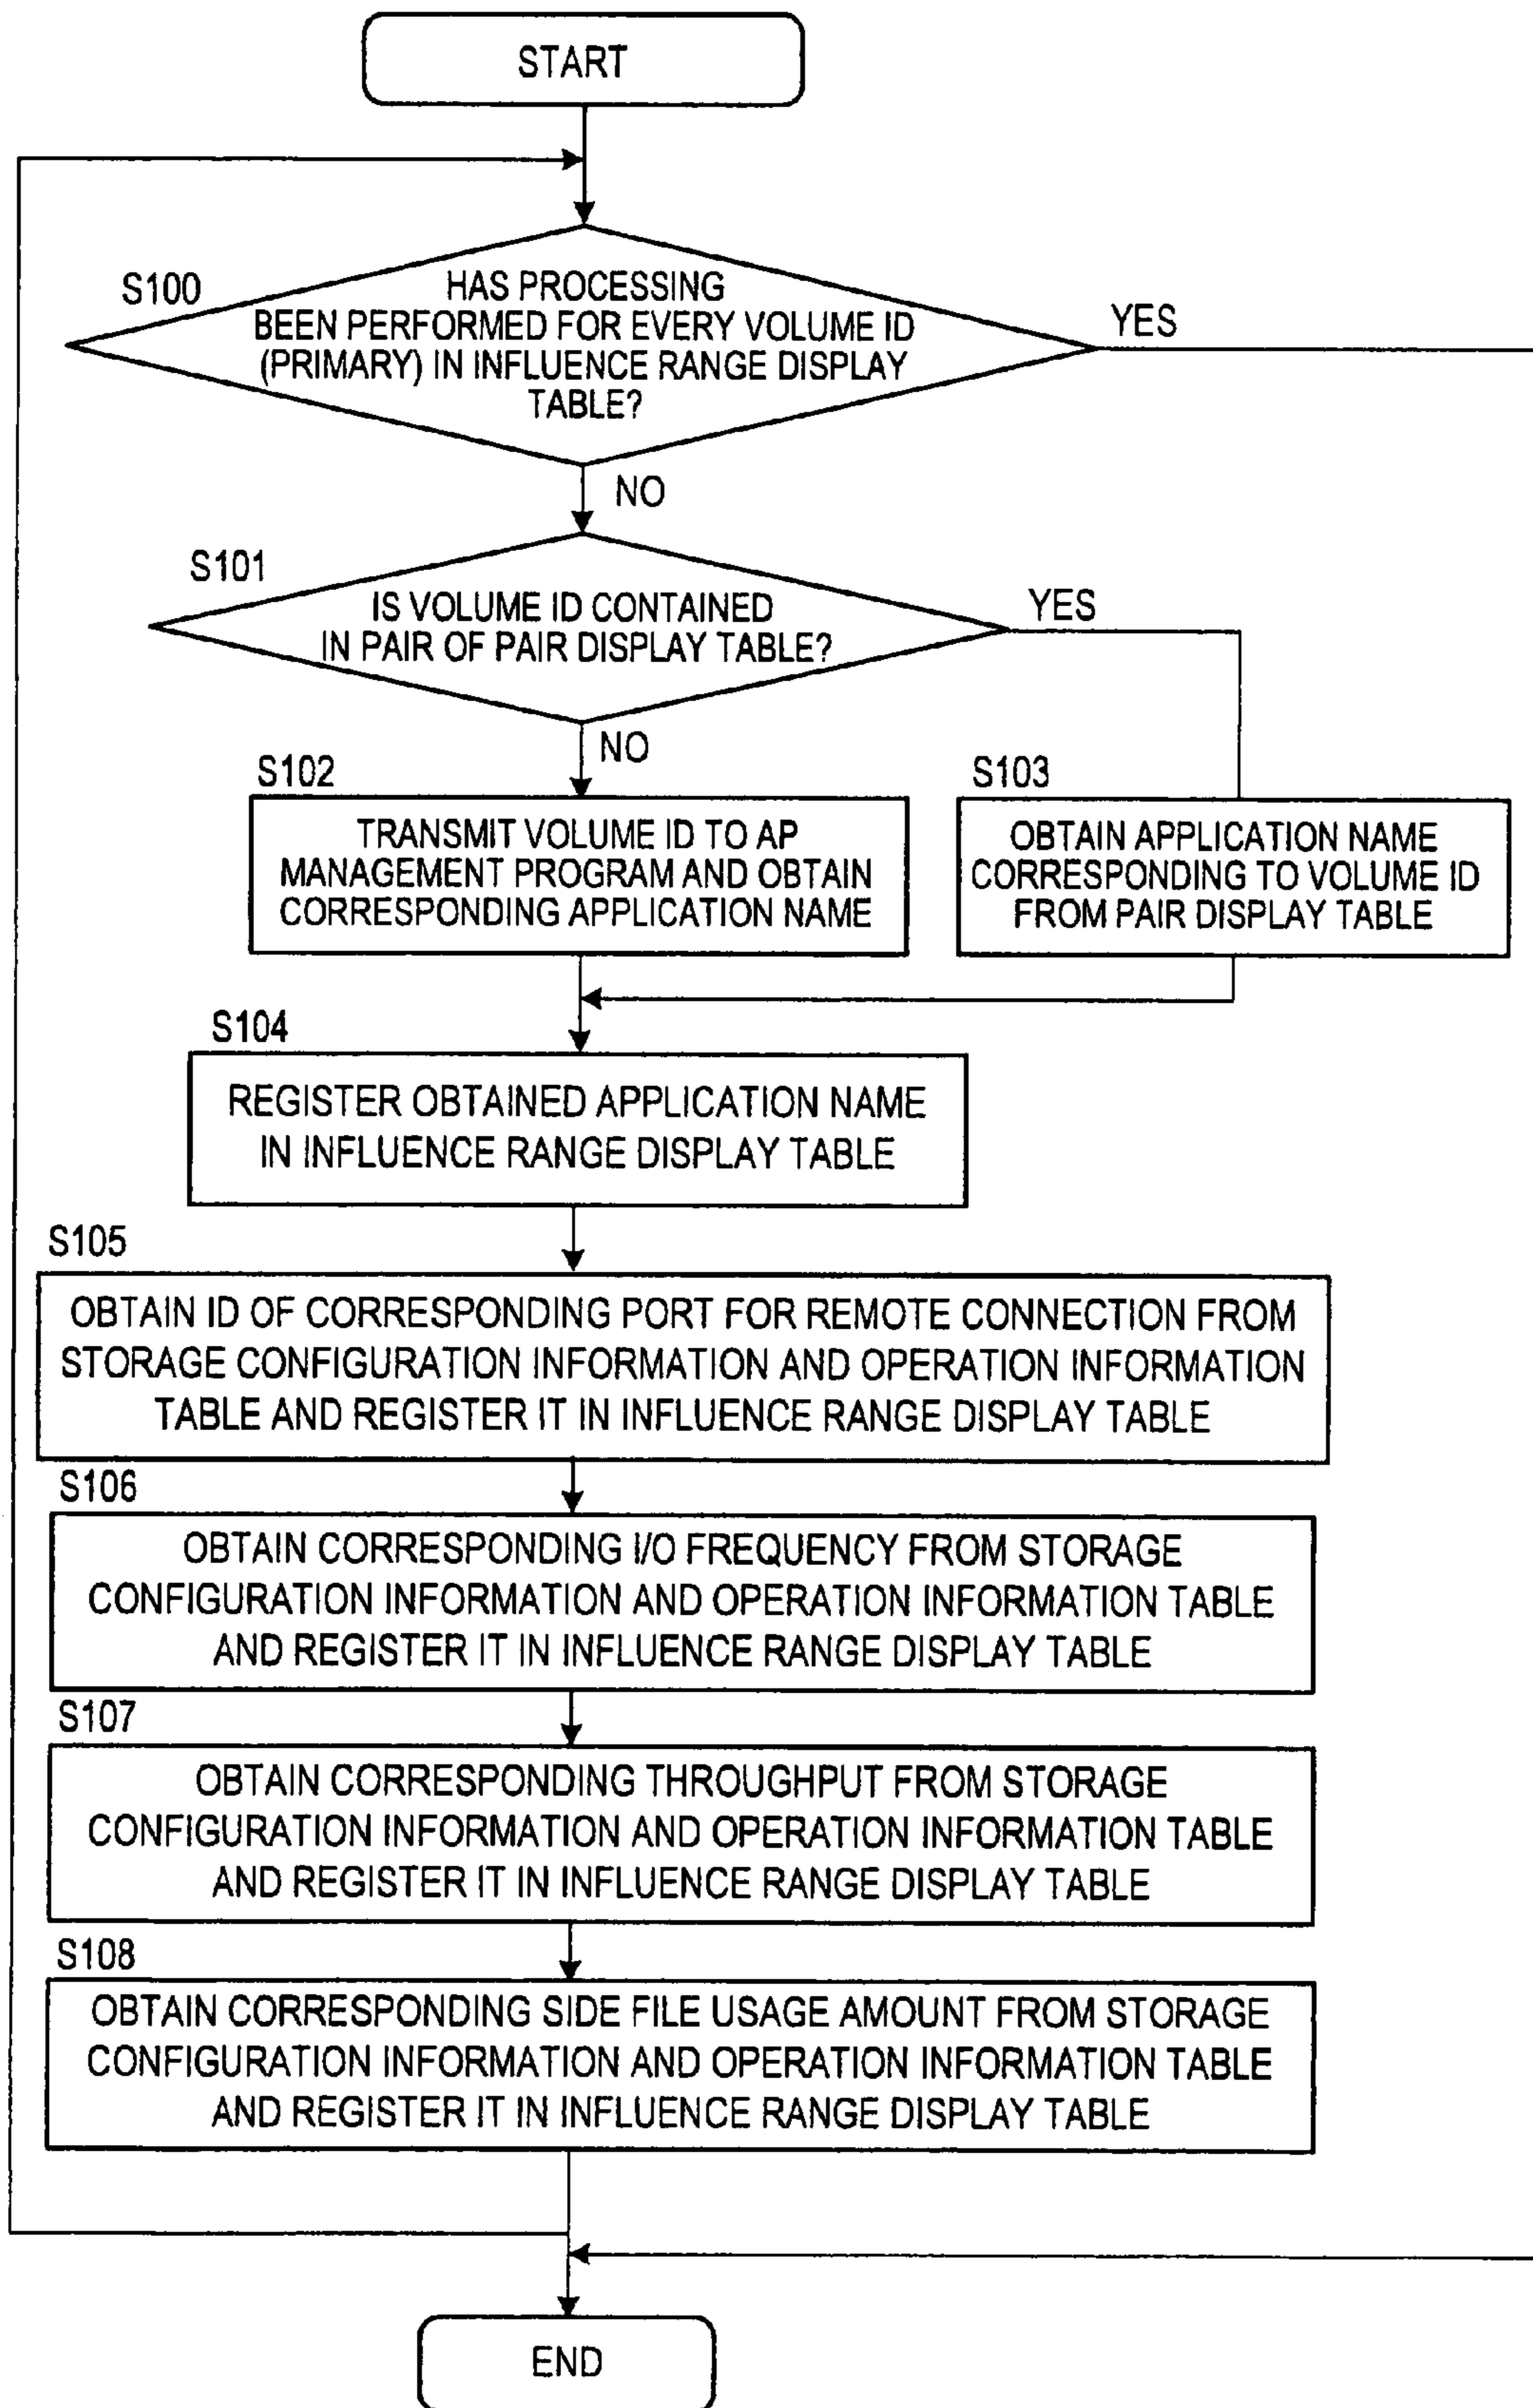 START
S100
HAS PROCESSING
BEEN PERFORMED FOR EVERY VOLUME ID
(PRIMARY) IN INFLUENCE RANGE DISPLAY
TABLE?
YES
NO
S101
IS VOLUME ID CONTAINED
IN PAIR OF PAIR DISPLAY TABLE?
YES
NO
S102
TRANSMIT VOLUME ID TO AP
MANAGEMENT PROGRAM AND OBTAIN
CORRESPONDING APPLICATION NAME
S103
OBTAIN APPLICATION NAME
CORRESPONDING TO VOLUME ID
FROM PAIR DISPLAY TABLE
S104
REGISTER OBTAINED APPLICATION NAME
IN INFLUENCE RANGE DISPLAY TABLE
S105
OBTAIN ID OF CORRESPONDING PORT FOR REMOTE CONNECTION FROM
STORAGE CONFIGURATION INFORMATION AND OPERATION INFORMATION
TABLE AND REGISTER IT IN INFLUENCE RANGE DISPLAY TABLE
S106
OBTAIN CORRESPONDING I/O FREQUENCY FROM STORAGE
CONFIGURATION INFORMATION AND OPERATION INFORMATION TABLE
AND REGISTER IT IN INFLUENCE RANGE DISPLAY TABLE
S107
OBTAIN CORRESPONDING THROUGHPUT FROM STORAGE
CONFIGURATION INFORMATION AND OPERATION INFORMATION TABLE
AND REGISTER IT IN INFLUENCE RANGE DISPLAY TABLE
S108
OBTAIN CORRESPONDING SIDE FILE USAGE AMOUNT FROM STORAGE
CONFIGURATION INFORMATION AND OPERATION INFORMATION TABLE
AND REGISTER IT IN INFLUENCE RANGE DISPLAY TABLE
END